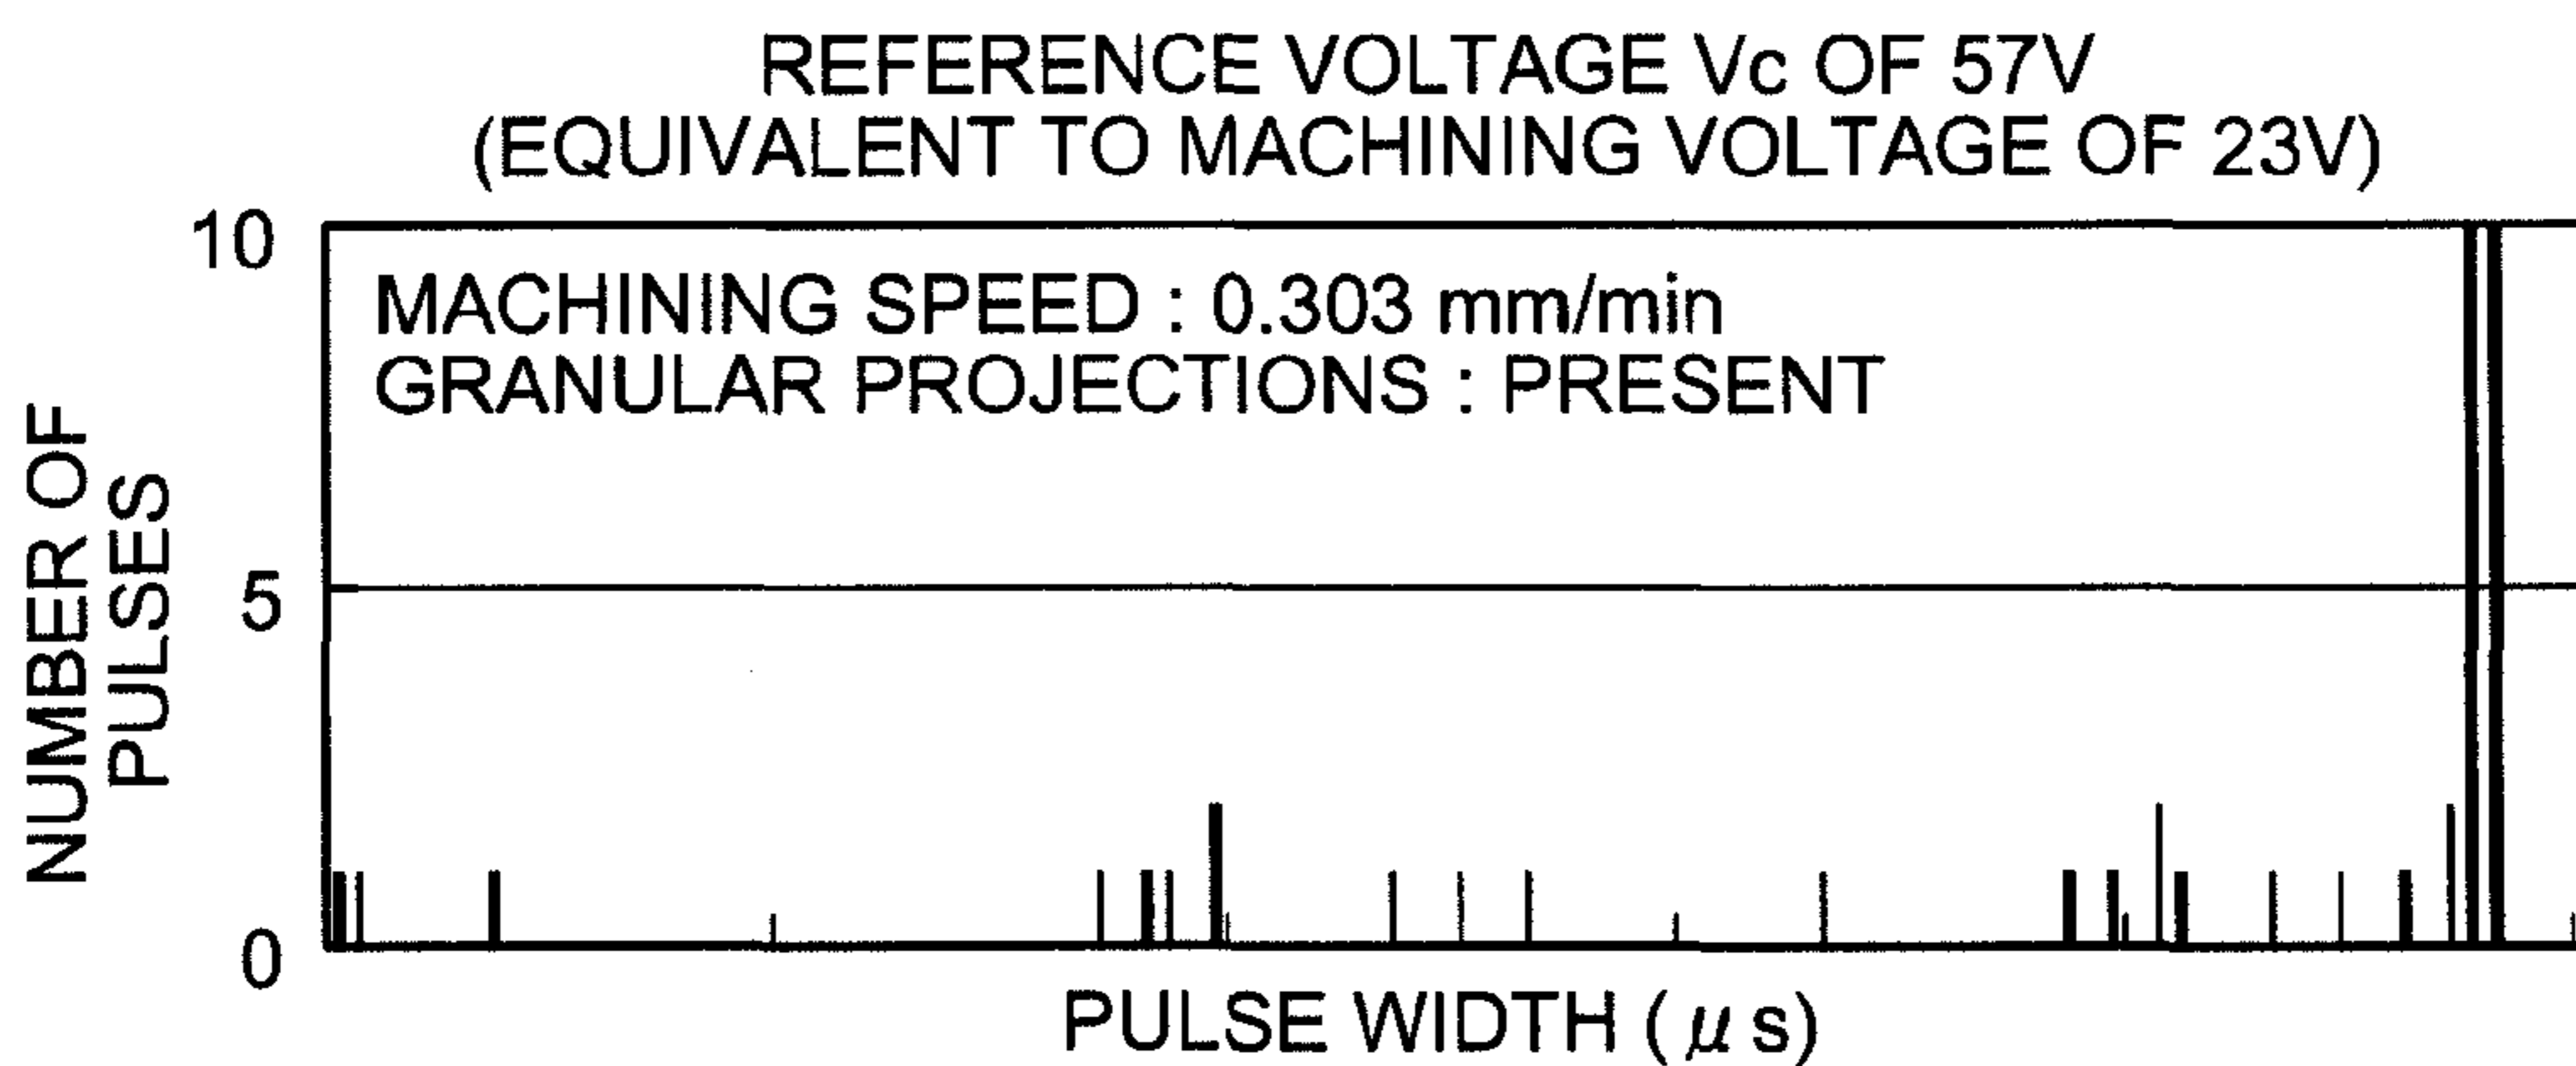 REFERENCE VOLTAGE Vc OF 57V
(EQUIVALENT TO MACHINING VOLTAGE OF 23V)
10
MACHINING SPEED : 0.303 mm/min
GRANULAR PROJECTIONS : PRESENT
NUMBER OF
PULSES
5
0
PULSE WIDTH (μs)